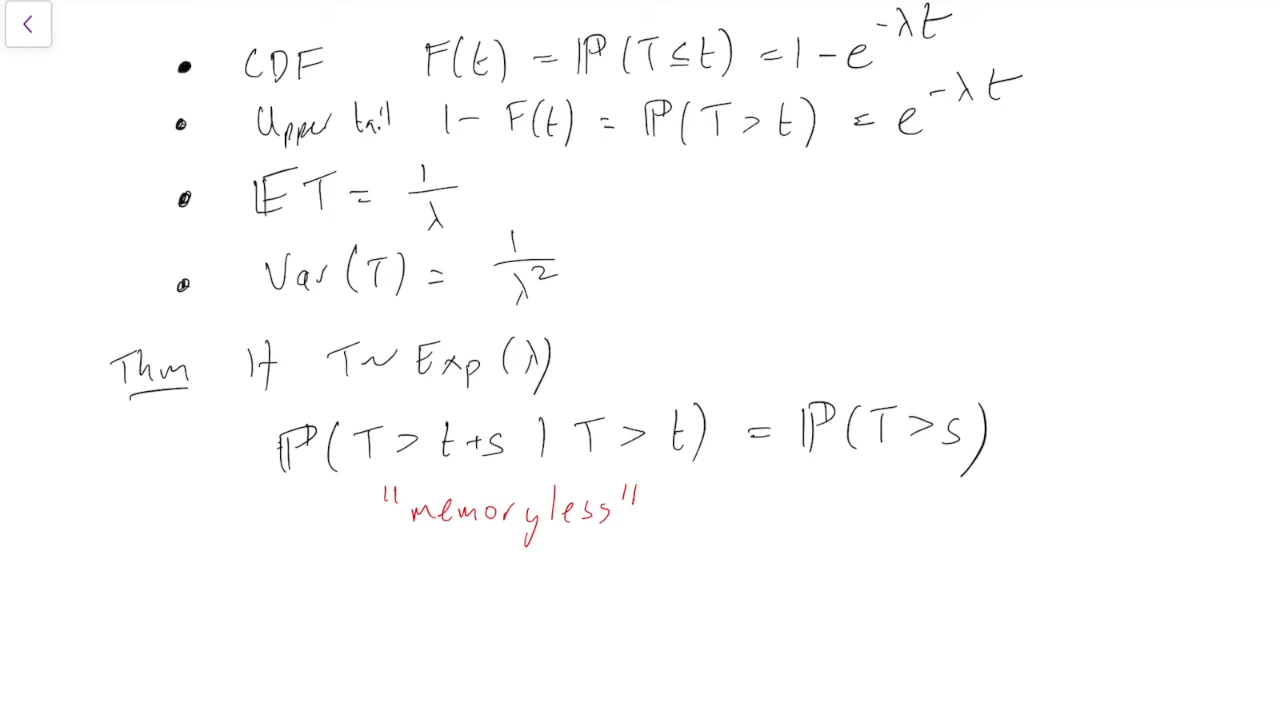 • CDF F(t) = ℙ(T ≤ t) = 1 - e^{-λt}
• Upper tail 1 - F(t) = ℙ(T > t) = e^{-λt}
• 𝔼T = 1/λ
• Var(T) = 1/λ²
Thm If T ~ Exp(λ)
ℙ(T > t+s | T > t) = ℙ(T > s)
"memoryless"